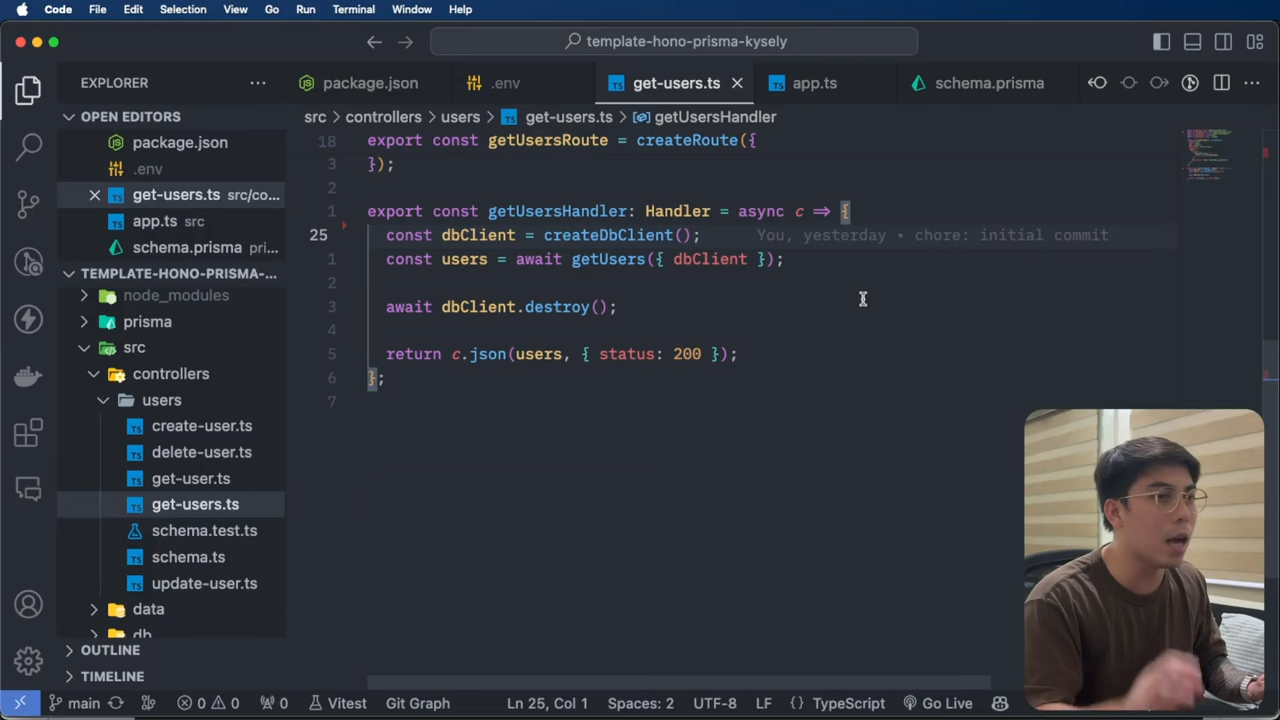 Code File Edit Selection View Go Run Terminal Window Help
template-hono-prisma-kysely
EXPLORER
package.json
.env
get-users.ts
app.ts
schema.prisma
OPEN EDITORS
package.json
.env
get-users.ts src/co...
app.ts src
schema.prisma pri...
TEMPLATE-HONO-PRISMA-...
node_modules
prisma
src
controllers
users
create-user.ts
delete-user.ts
get-user.ts
get-users.ts
schema.test.ts
schema.ts
update-user.ts
data
db
OUTLINE
TIMELINE
src > controllers > users > get-users.ts > getUsersHandler
18 export const getUsersRoute = createRoute({
3 });
2
1 export const getUsersHandler: Handler = async c => {
25 const dbClient = createDbClient(); You, yesterday • chore: initial commit
1 const users = await getUsers({ dbClient });
2
3 await dbClient.destroy();
4
5 return c.json(users, { status: 200 });
6 };
7
main 0 0 0 Vitest Git Graph Ln 25, Col 1 Spaces: 2 UTF-8 LF {} TypeScript Go Live